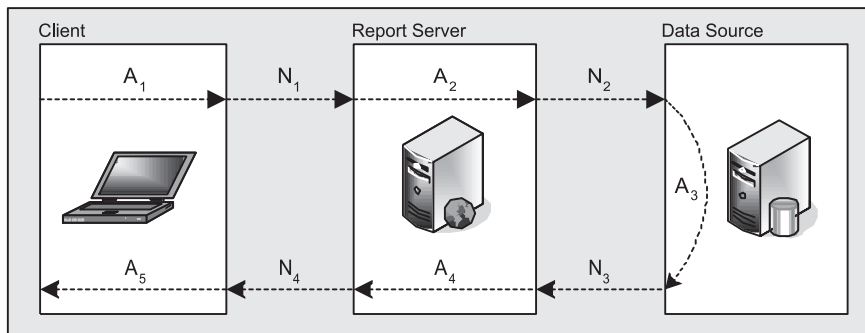 Client Report Server Data Source
A₁ N₁ A₂ N₂
A₃
A₅ N₄ A₄ N₃